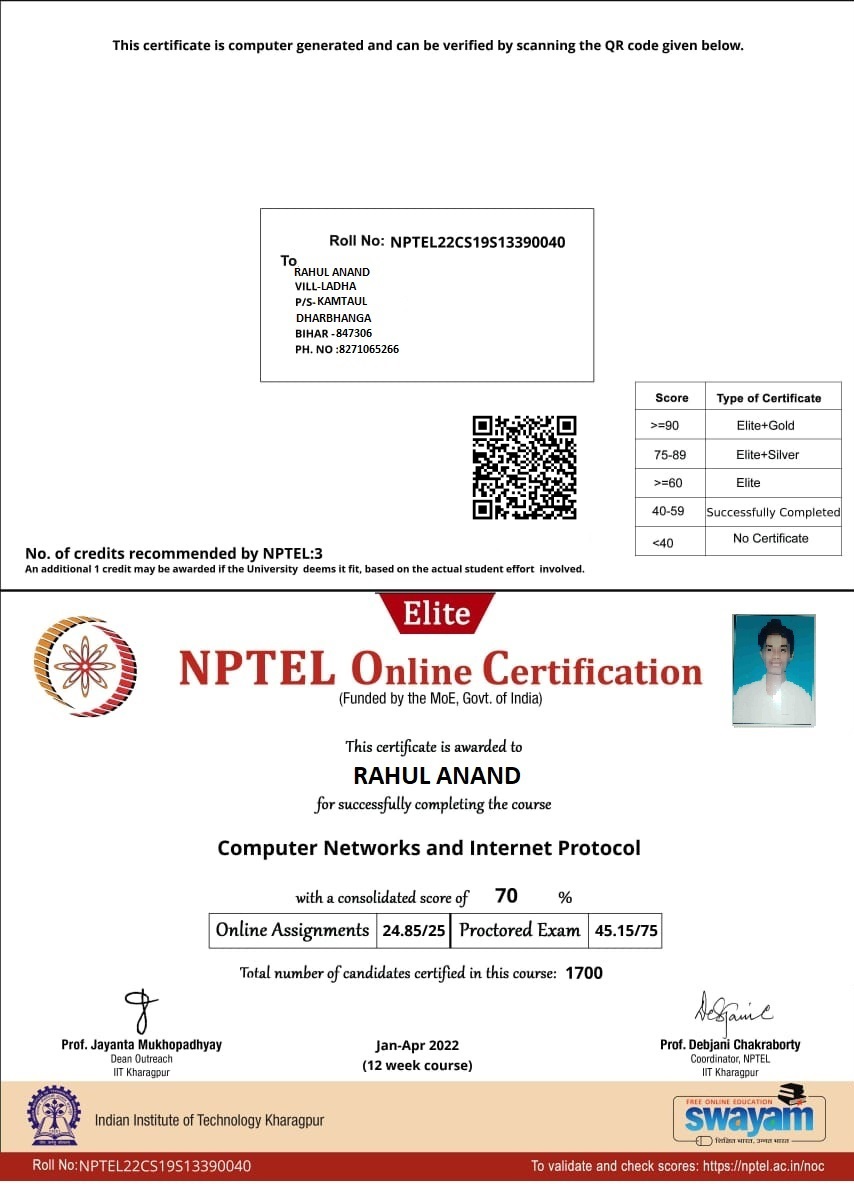 This certificate is computer generated and can be verified by scanning the QR code given below.
Roll No: NPTEL22CS19S13390040
To
RAHUL ANAND
VILL-LADHA
P/S-KAMTAUL
DHARBHANGA
BIHAR -847306
PH. NO :8271065266
Score Type of Certificate
>=90 Elite+Gold
75-89 Elite+Silver
>=60 Elite
40-59 Successfully Completed
<40 No Certificate
No. of credits recommended by NPTEL:3
An additional 1 credit may be awarded if the University deems it fit, based on the actual student effort involved.
Elite
NPTEL Online Certification
(Funded by the MoE, Govt. of India)
This certificate is awarded to
RAHUL ANAND
for successfully completing the course
Computer Networks and Internet Protocol
with a consolidated score of 70 %
Online Assignments 24.85/25 Proctored Exam 45.15/75
Total number of candidates certified in this course: 1700
Prof. Jayanta Mukhopadhyay
Dean Outreach
IIT Kharagpur
Jan-Apr 2022
(12 week course)
Prof. Debjani Chakraborty
Coordinator, NPTEL
IIT Kharagpur
Indian Institute of Technology Kharagpur
FREE ONLINE EDUCATION
swayam
शिक्षित भारत, उन्नत भारत
Roll No:NPTEL22CS19S13390040
To validate and check scores: https://nptel.ac.in/noc